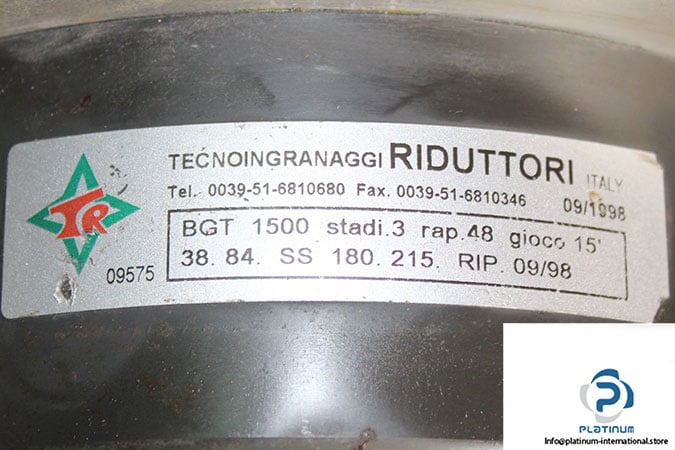 TECNOINGRANAGGI RIDUTTORI ITALY
Tel. 0039-51-6810680 Fax. 0039-51-6810346 09/1998
TR
BGT 1500 stadi.3 rap.48 gioco 15'
38. 84. SS 180. 215. RIP. 09/98
09575
PLATINUM
Info@platinum-international.store